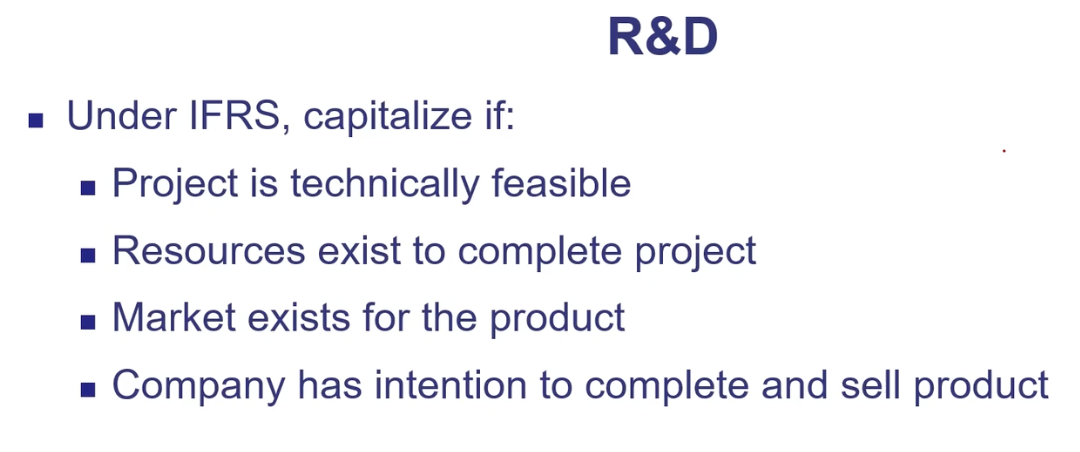 R&D
Under IFRS, capitalize if:
Project is technically feasible
Resources exist to complete project
Market exists for the product
Company has intention to complete and sell product